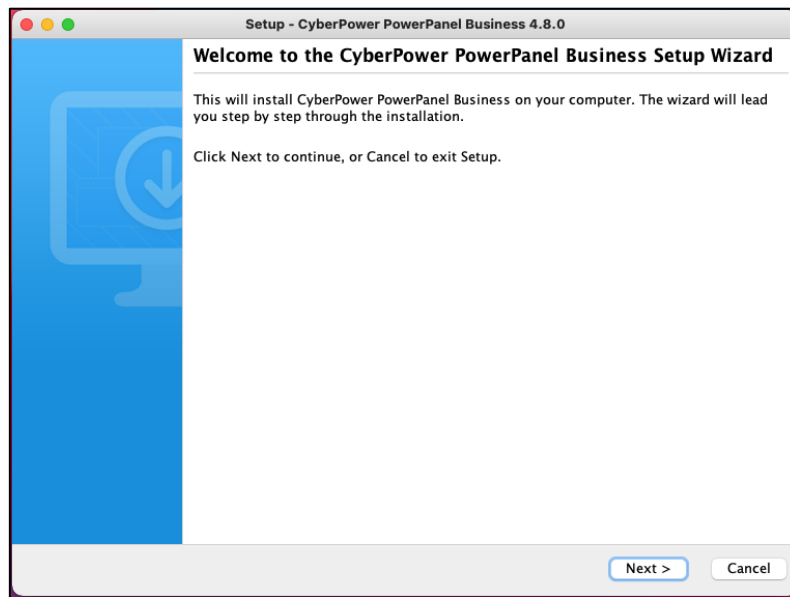 Setup - CyberPower PowerPanel Business 4.8.0
Welcome to the CyberPower PowerPanel Business Setup Wizard
This will install CyberPower PowerPanel Business on your computer. The wizard will lead
you step by step through the installation.
Click Next to continue, or Cancel to exit Setup.
Next >
Cancel